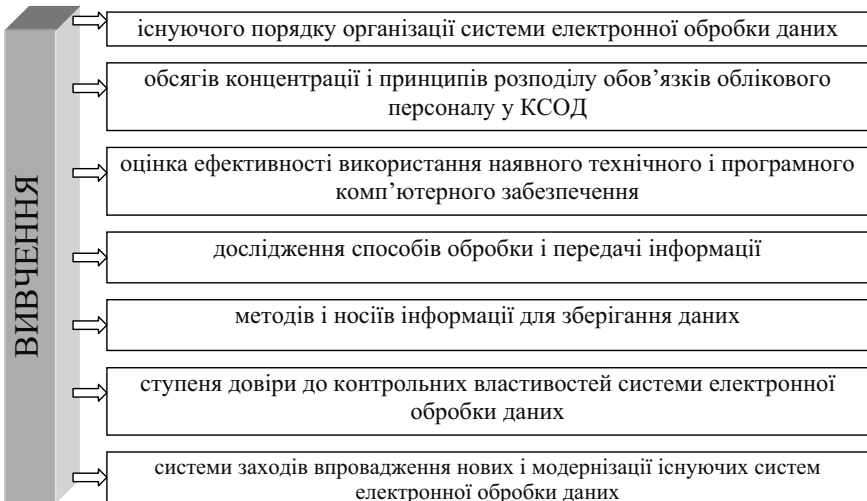 ВИВЧЕННЯ
існуючого порядку організації системи електронної обробки даних
обсягів концентрації і принципів розподілу обов’язків облікового
персоналу у КСОД
оцінка ефективності використання наявного технічного і програмного
комп’ютерного забезпечення
дослідження способів обробки і передачі інформації
методів і носіїв інформації для зберігання даних
ступеня довіри до контрольних властивостей системи електронної
обробки даних
системи заходів впровадження нових і модернізації існуючих систем
електронної обробки даних